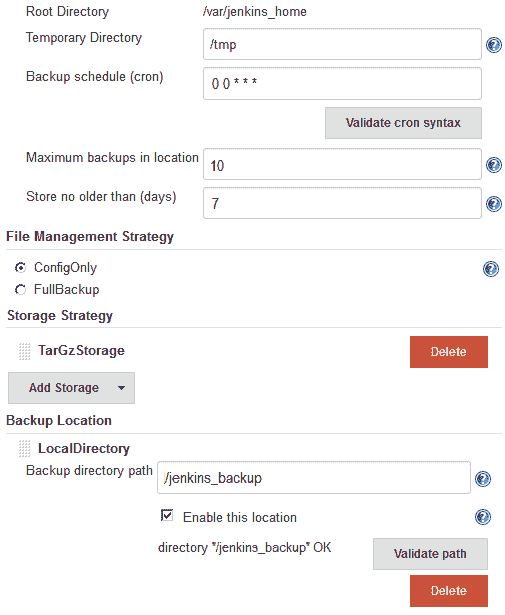 Root Directory /var/jenkins_home
Temporary Directory /tmp
Backup schedule (cron) 0 0 * * *
Validate cron syntax
Maximum backups in location 10
Store no older than (days) 7
File Management Strategy
ConfigOnly
FullBackup
Storage Strategy
TarGzStorage Delete
Add Storage
Backup Location
LocalDirectory
Backup directory path /jenkins_backup
Enable this location
directory "/jenkins_backup" OK Validate path
Delete